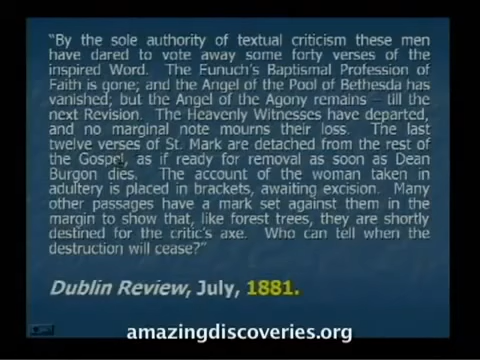 “By the sole authority of textual criticism these men
have dared to vote away some forty verses of the
inspired Word. The Eunuch's Baptismal Profession of
Faith is gone; and the Angel of the Pool of Bethesda has
vanished; but the Angel of the Agony remains – till the
next Revision. The Heavenly Witnesses have departed,
and no marginal note mourns their loss. The last
twelve verses of St. Mark are detached from the rest of
the Gospel, as if ready for removal as soon as Dean
Burgon dies. The account of the woman taken in
adultery is placed in brackets, awaiting excision. Many
other passages have a mark set against them in the
margin to show that, like forest trees, they are shortly
destined for the critic's axe. Who can tell when the
destruction will cease?”
Dublin Review, July, 1881.
amazingdiscoveries.org